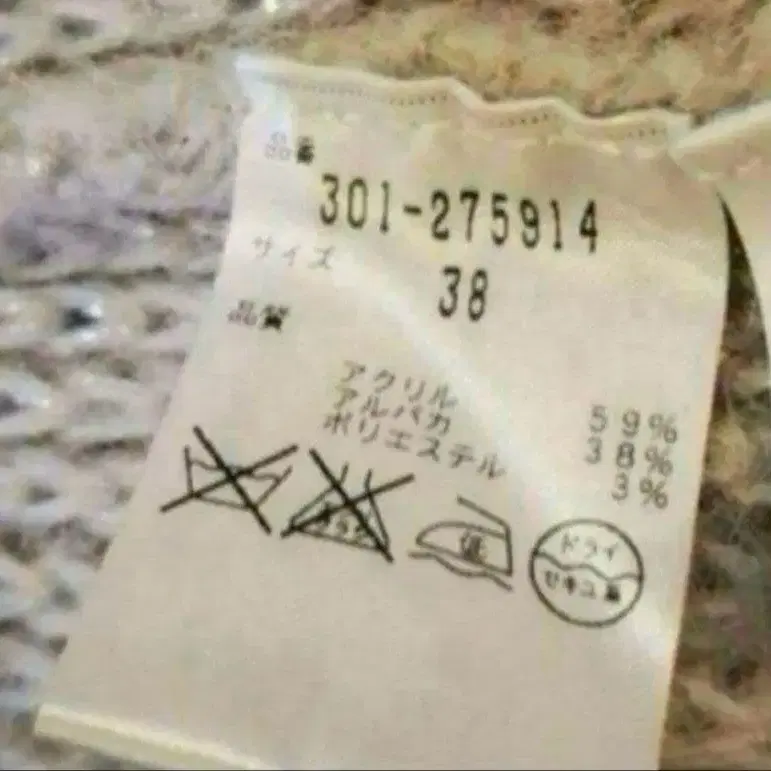 品番
301-275914
サイズ
38
品質
アクリル 59%
アルパカ 38%
ポリエステル 3%
低
ドライ
セキユ系